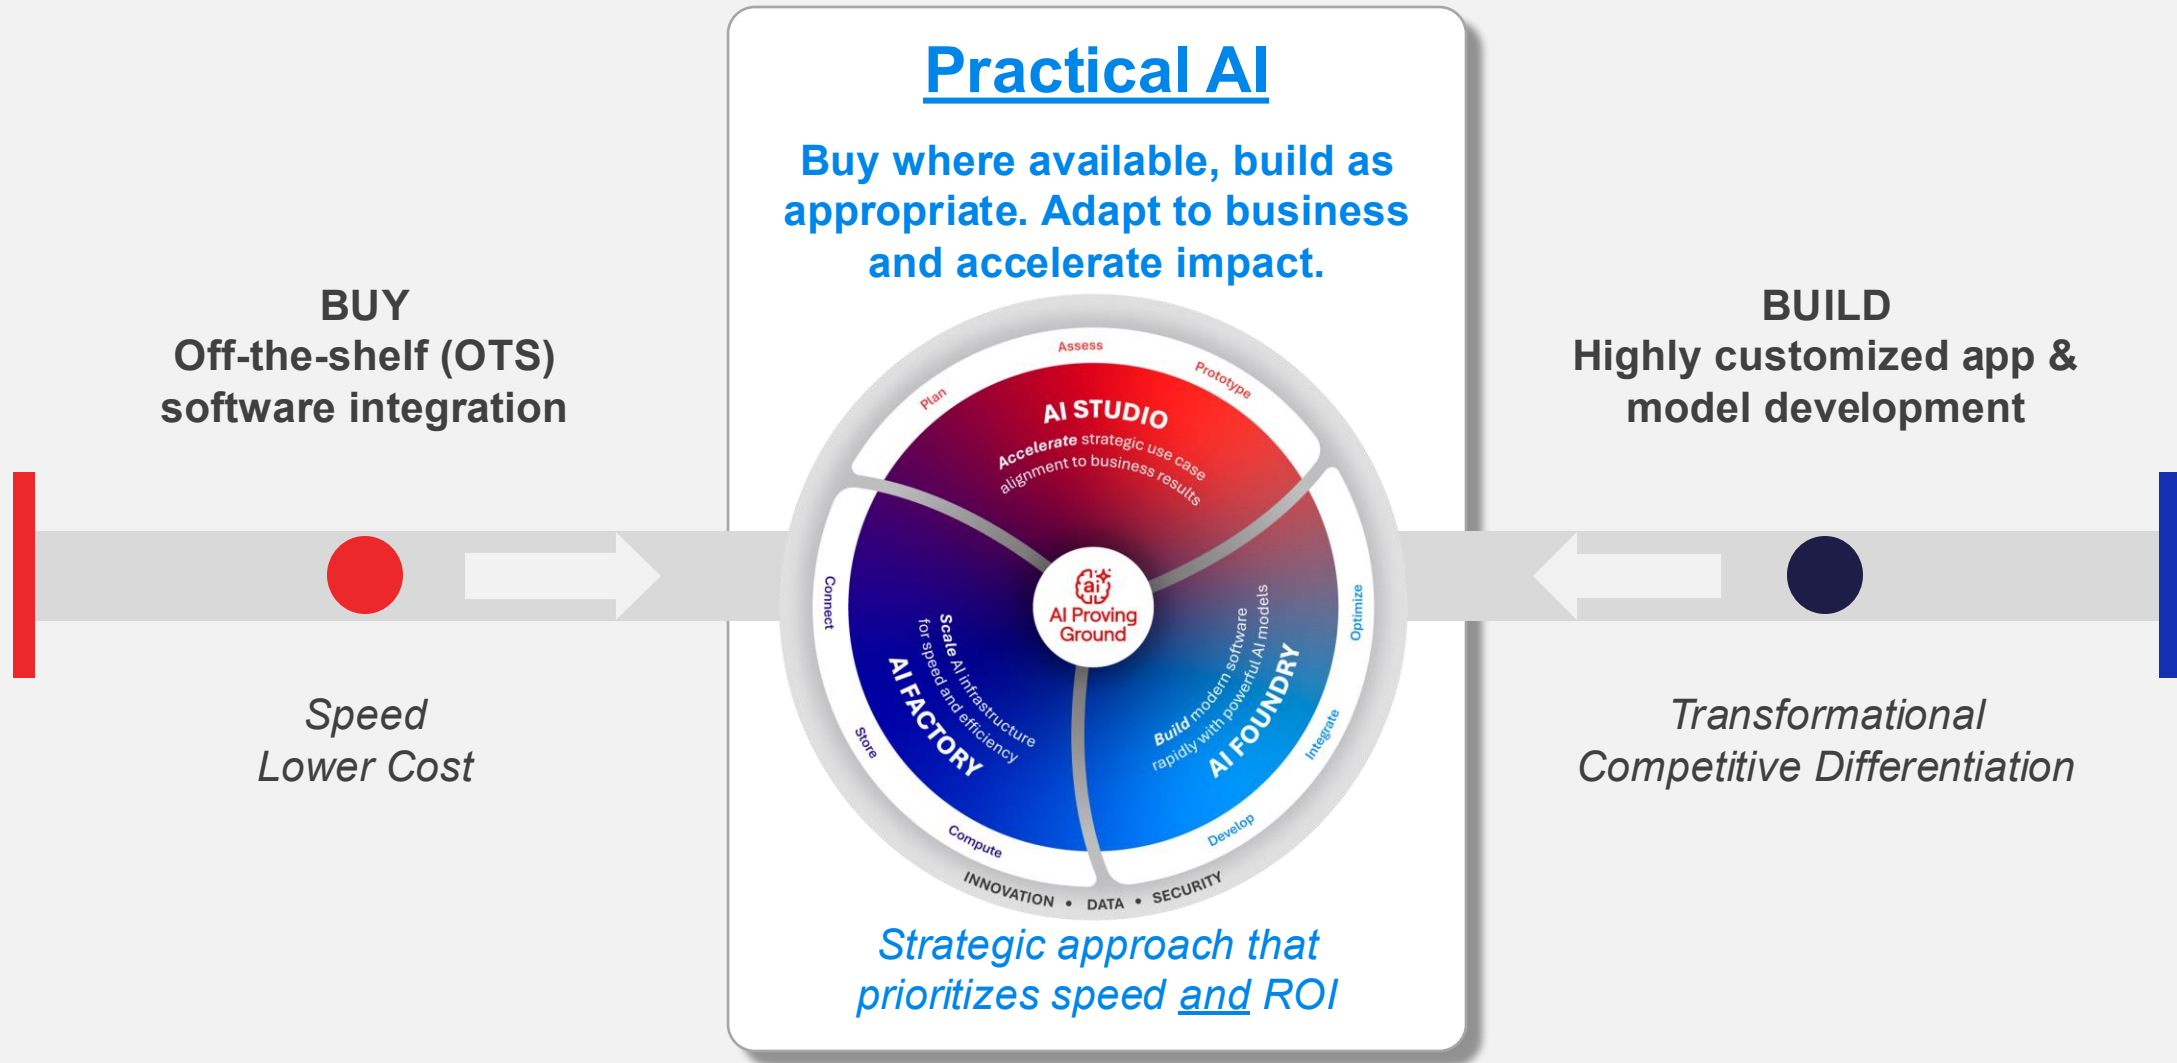 Practical AI
Buy where available, build as
appropriate. Adapt to business
and accelerate impact.
BUY
Off-the-shelf (OTS)
software integration
Speed
Lower Cost
Plan
Assess
Prototype
AI STUDIO
Accelerate strategic use case
alignment to business results
Connect
Store
Compute
Scale AI infrastructure
for speed and efficiency
AI FACTORY
ai
AI Proving
Ground
Optimize
Integrate
Develop
Build modern software
rapidly with powerful AI models
AI FOUNDRY
INNOVATION • DATA • SECURITY
Strategic approach that
prioritizes speed and ROI
BUILD
Highly customized app &
model development
Transformational
Competitive Differentiation